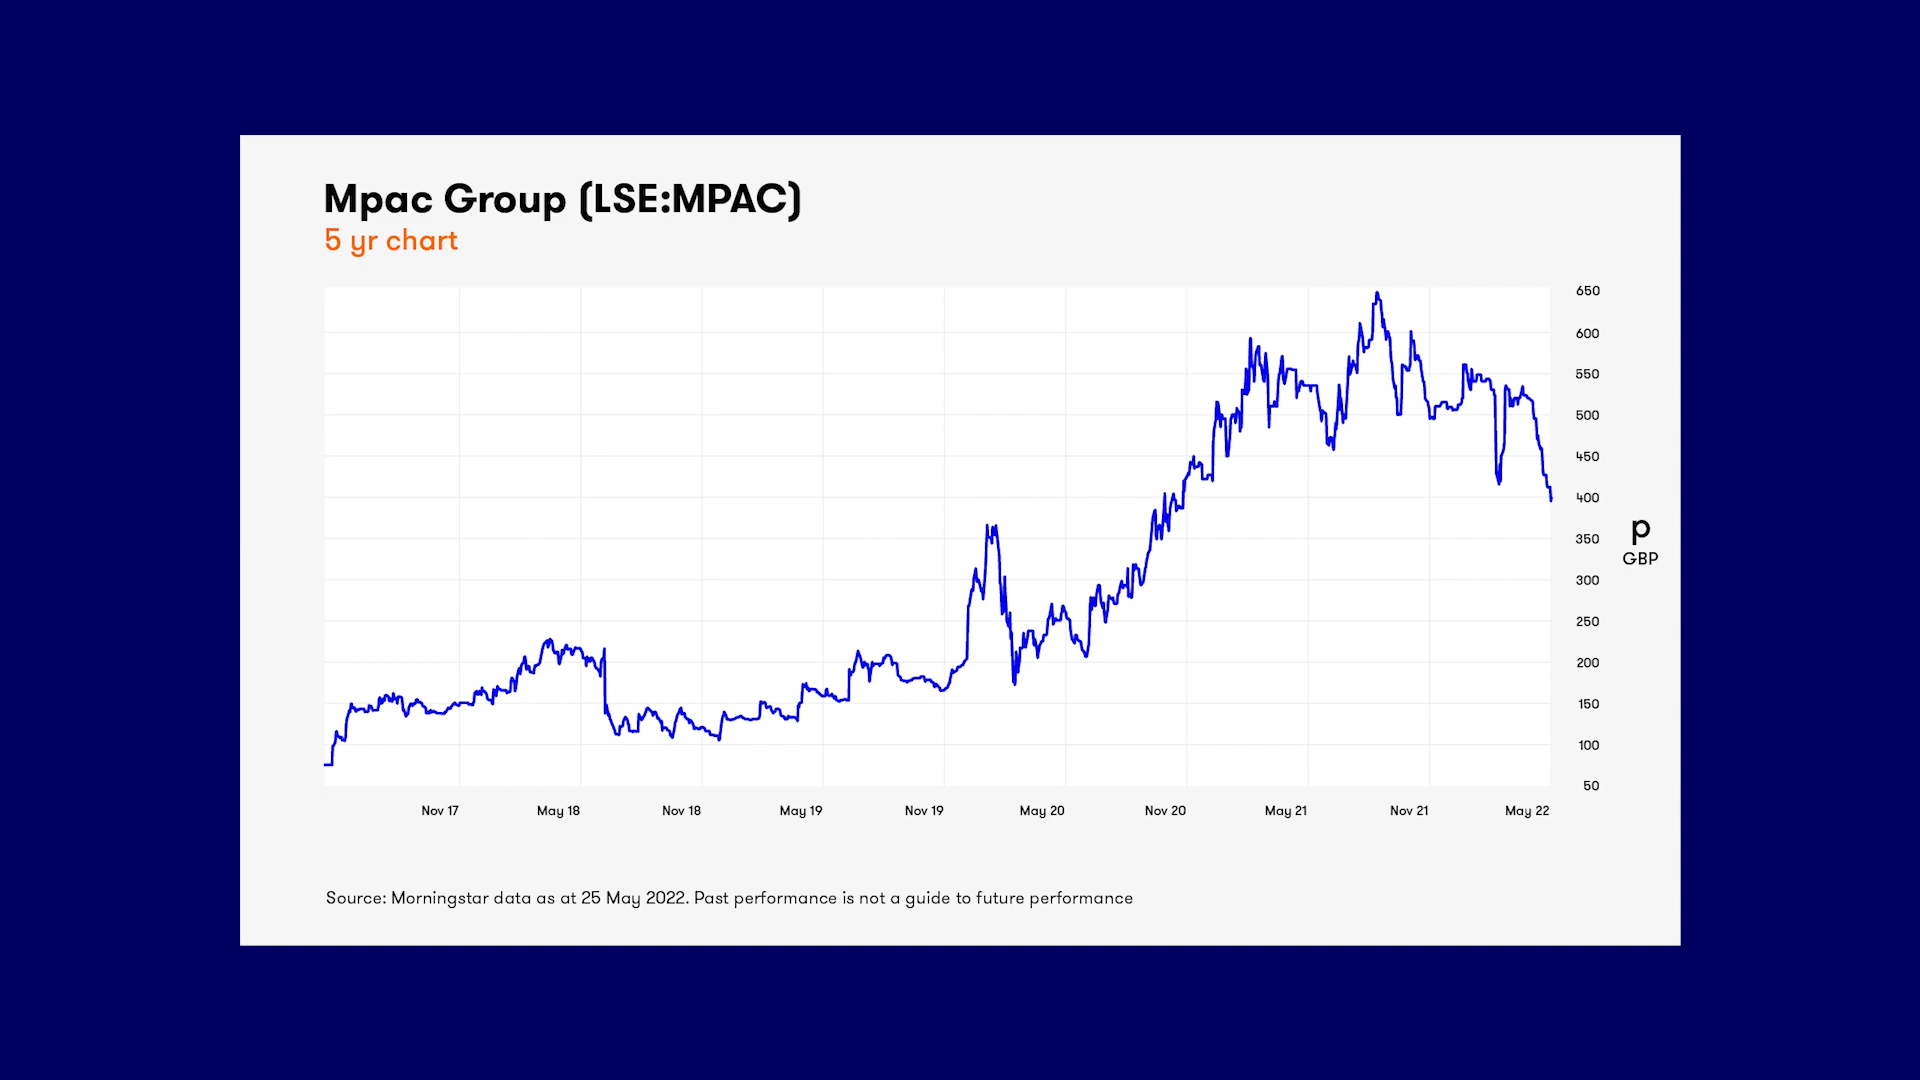 Mpac Group (LSE:MPAC)
5 yr chart
650
600
550
500
450
400
350
300
250
200
150
100
50
p
GBP
Nov 17 May 18 Nov 18 May 19 Nov 19 May 20 Nov 20 May 21 Nov 21 May 22
Source: Morningstar data as at 25 May 2022. Past performance is not a guide to future performance